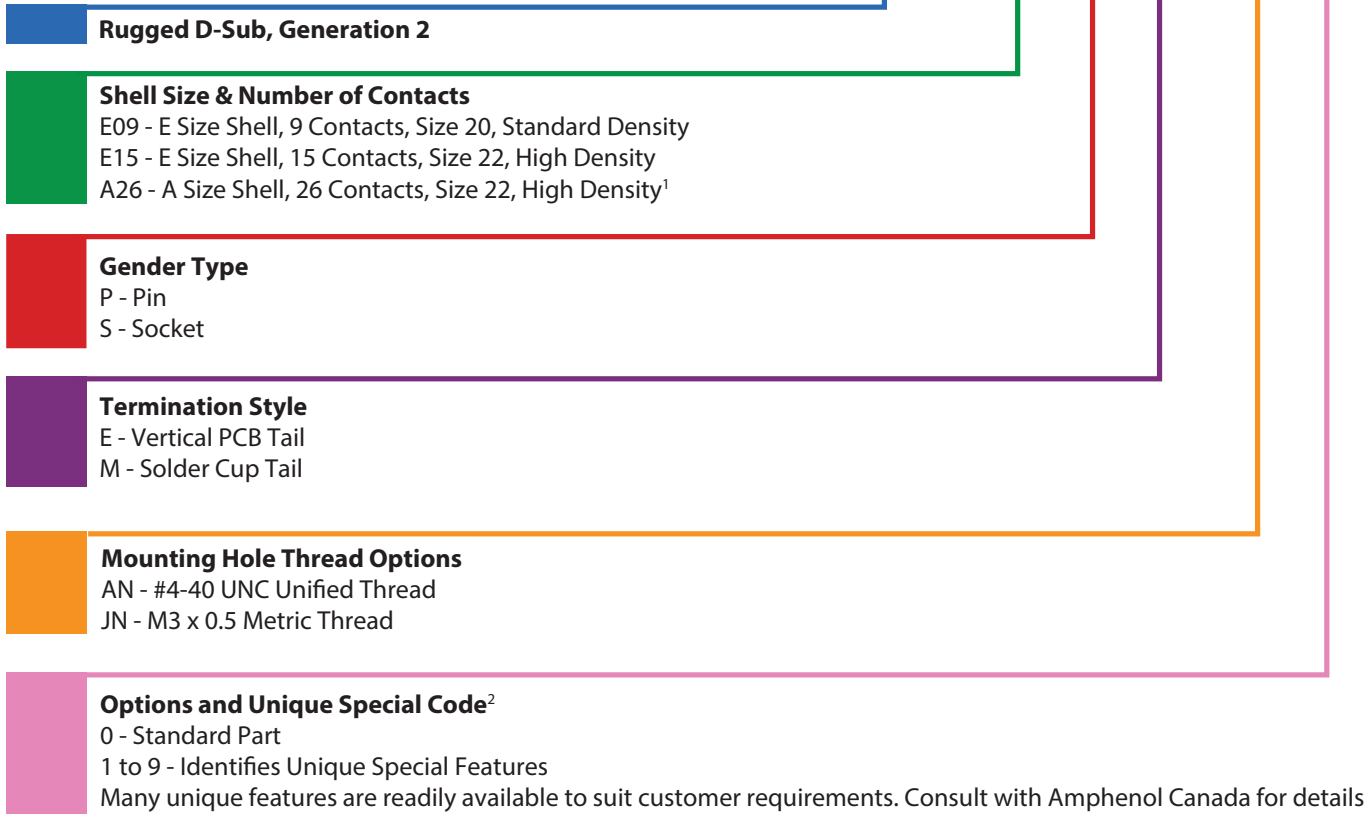 Rugged D-Sub, Generation 2
Shell Size & Number of Contacts
E09 - E Size Shell, 9 Contacts, Size 20, Standard Density
E15 - E Size Shell, 15 Contacts, Size 22, High Density
A26 - A Size Shell, 26 Contacts, Size 22, High Density¹
Gender Type
P - Pin
S - Socket
Termination Style
E - Vertical PCB Tail
M - Solder Cup Tail
Mounting Hole Thread Options
AN - #4-40 UNC Unified Thread
JN - M3 x 0.5 Metric Thread
Options and Unique Special Code²
0 - Standard Part
1 to 9 - Identifies Unique Special Features
Many unique features are readily available to suit customer requirements. Consult with Amphenol Canada for details